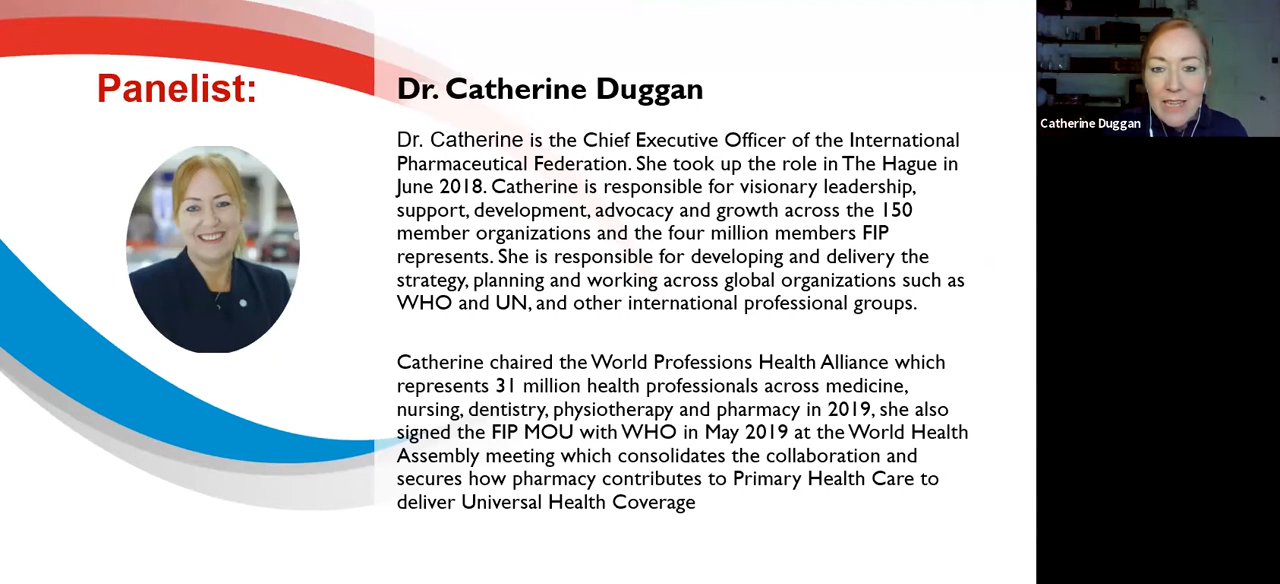 Panelist:
Dr. Catherine Duggan
Dr. Catherine is the Chief Executive Officer of the International
Pharmaceutical Federation. She took up the role in The Hague in
June 2018. Catherine is responsible for visionary leadership,
support, development, advocacy and growth across the 150
member organizations and the four million members FIP
represents. She is responsible for developing and delivery the
strategy, planning and working across global organizations such as
WHO and UN, and other international professional groups.
Catherine chaired the World Professions Health Alliance which
represents 31 million health professionals across medicine,
nursing, dentistry, physiotherapy and pharmacy in 2019, she also
signed the FIP MOU with WHO in May 2019 at the World Health
Assembly meeting which consolidates the collaboration and
secures how pharmacy contributes to Primary Health Care to
deliver Universal Health Coverage
Catherine Duggan